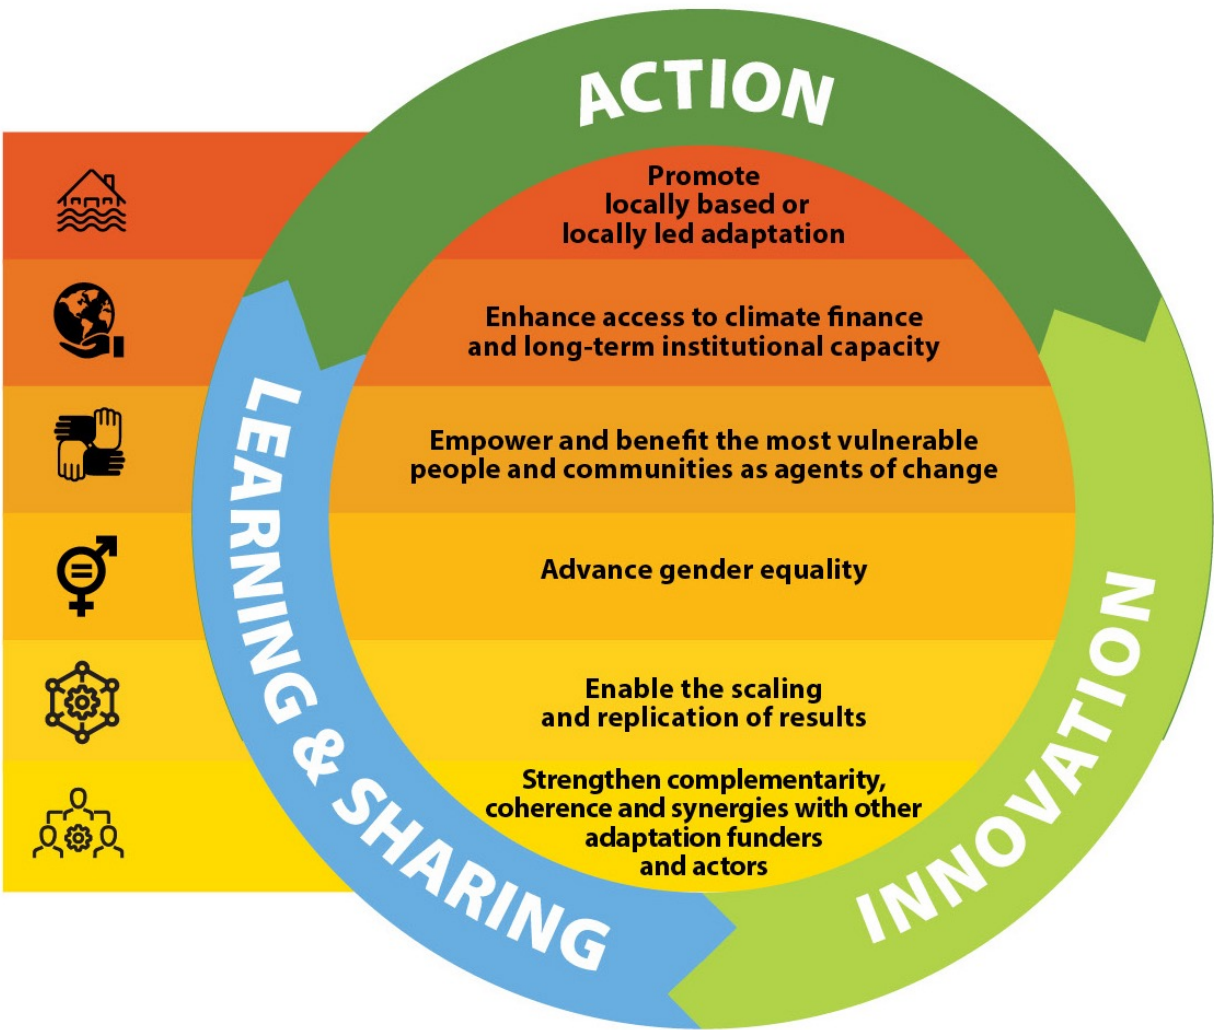 ACTION
Promote
locally based or
locally led adaptation
Enhance access to climate finance
and long-term institutional capacity
Empower and benefit the most vulnerable
people and communities as agents of change
Advance gender equality
Enable the scaling
and replication of results
Strengthen complementarity,
coherence and synergies with other
adaptation funders
and actors
INNOVATION
LEARNING & SHARING